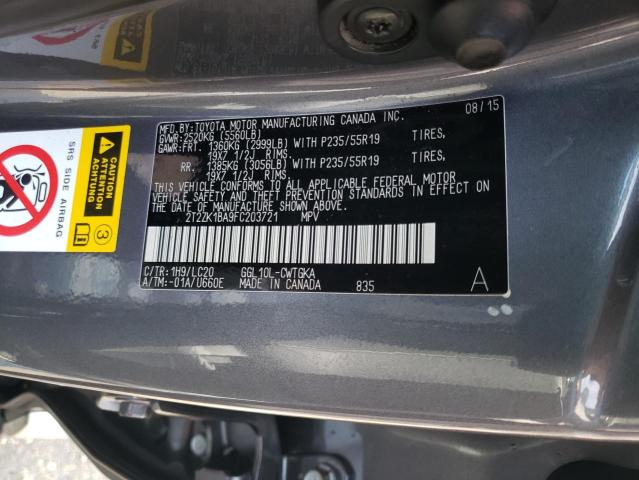 MFD.BY:TOYOTA MOTOR MANUFACTURING CANADA INC. 08/15
GVWR:2520KG (5560LB)
GAWR:FRT. 1360KG (2999LB) WITH P235/55R19 TIRES,
19X7 1/2J RIMS.
RR. 1385KG (3056LB) WITH P235/55R19 TIRES,
19X7 1/2J RIMS.
THIS VEHICLE CONFORMS TO ALL APPLICABLE FEDERAL MOTOR
VEHICLE SAFETY AND THEFT PREVENTION STANDARDS IN EFFECT ON
THE DATE OF MANUFACTURE SHOWN ABOVE.
2T2ZK1BA9FC203721 MPV
C/TR:1H9/LC20 GGL10L-CWTGKA
A/TM:-01A/U660E MADE IN CANADA 835 A
SRS SIDE AIRBAG
3